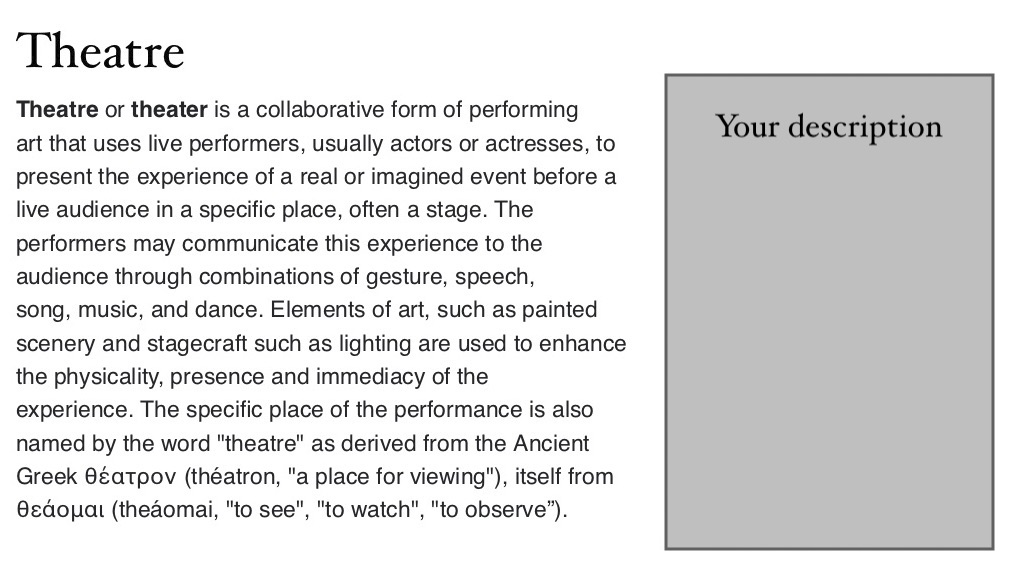 Theatre
Theatre or theater is a collaborative form of performing
art that uses live performers, usually actors or actresses, to
present the experience of a real or imagined event before a
live audience in a specific place, often a stage. The
performers may communicate this experience to the
audience through combinations of gesture, speech,
song, music, and dance. Elements of art, such as painted
scenery and stagecraft such as lighting are used to enhance
the physicality, presence and immediacy of the
experience. The specific place of the performance is also
named by the word "theatre" as derived from the Ancient
Greek θέατρον (théatron, "a place for viewing"), itself from
θεάομαι (theáomai, "to see", "to watch", "to observe”).
Your description